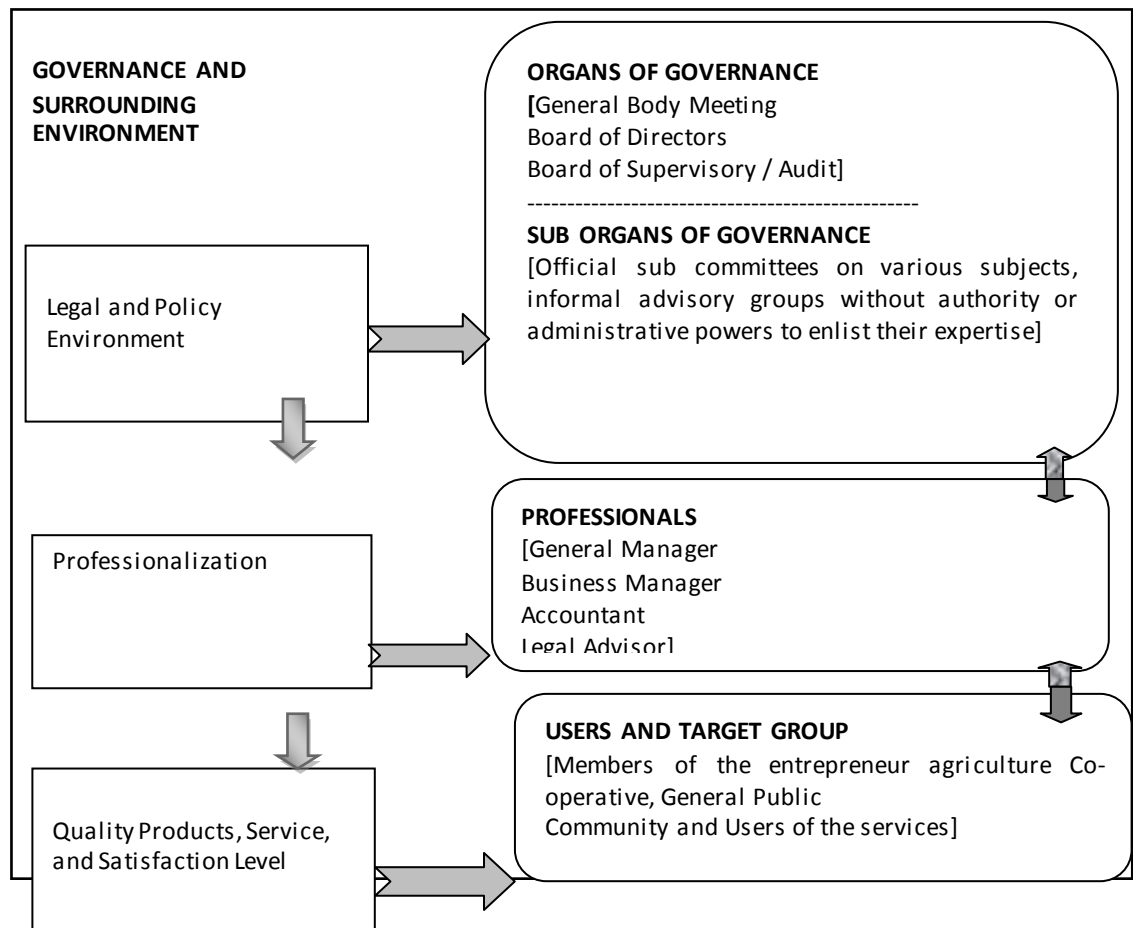 GOVERNANCE AND
SURROUNDING
ENVIRONMENT
ORGANS OF GOVERNANCE
[General Body Meeting
Board of Directors
Board of Supervisory / Audit]
-------------------------------------------------
SUB ORGANS OF GOVERNANCE
[Official sub committees on various subjects,
informal advisory groups without authority or
administrative powers to enlist their expertise]
Legal and Policy
Environment
PROFESSIONALS
[General Manager
Business Manager
Accountant
Legal Advisor]
Professionalization
USERS AND TARGET GROUP
[Members of the entrepreneur agriculture Co-
operative, General Public
Community and Users of the services]
Quality Products, Service,
and Satisfaction Level